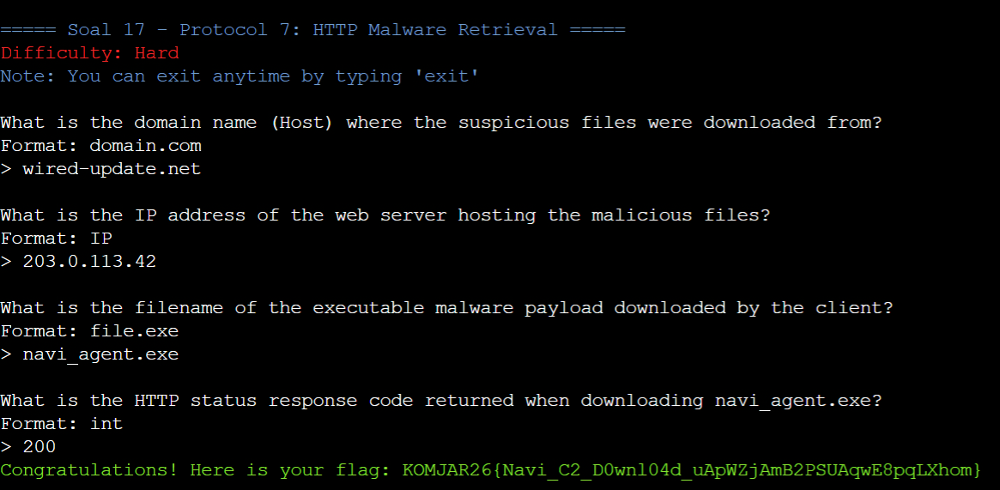 ===== Soal 17 - Protocol 7: HTTP Malware Retrieval =====
Difficulty: Hard
Note: You can exit anytime by typing 'exit'
What is the domain name (Host) where the suspicious files were downloaded from?
Format: domain.com
> wired-update.net
What is the IP address of the web server hosting the malicious files?
Format: IP
> 203.0.113.42
What is the filename of the executable malware payload downloaded by the client?
Format: file.exe
> navi_agent.exe
What is the HTTP status response code returned when downloading navi_agent.exe?
Format: int
> 200
Congratulations! Here is your flag: KOMJAR26{Navi_C2_D0wnl04d_uApWZjAmB2PSUAqwE8pqLXhom}